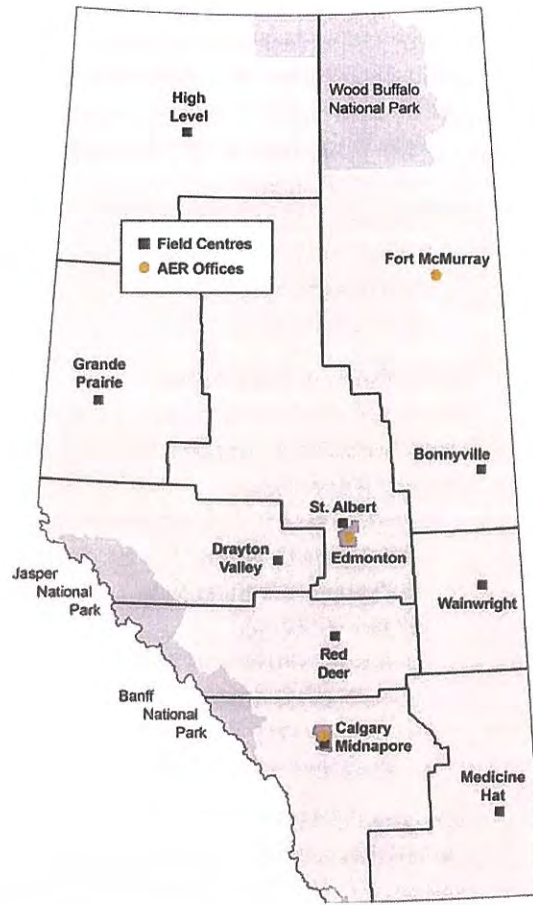 Wood Buffalo
National Park
High
Level
Field Centres
AER Offices
Fort McMurray
Grande
Prairie
Bonnyville
St. Albert
Edmonton
Drayton
Valley
Jasper
National
Park
Wainwright
Red
Deer
Banff
National
Park
Calgary
Midnapore
Medicine
Hat